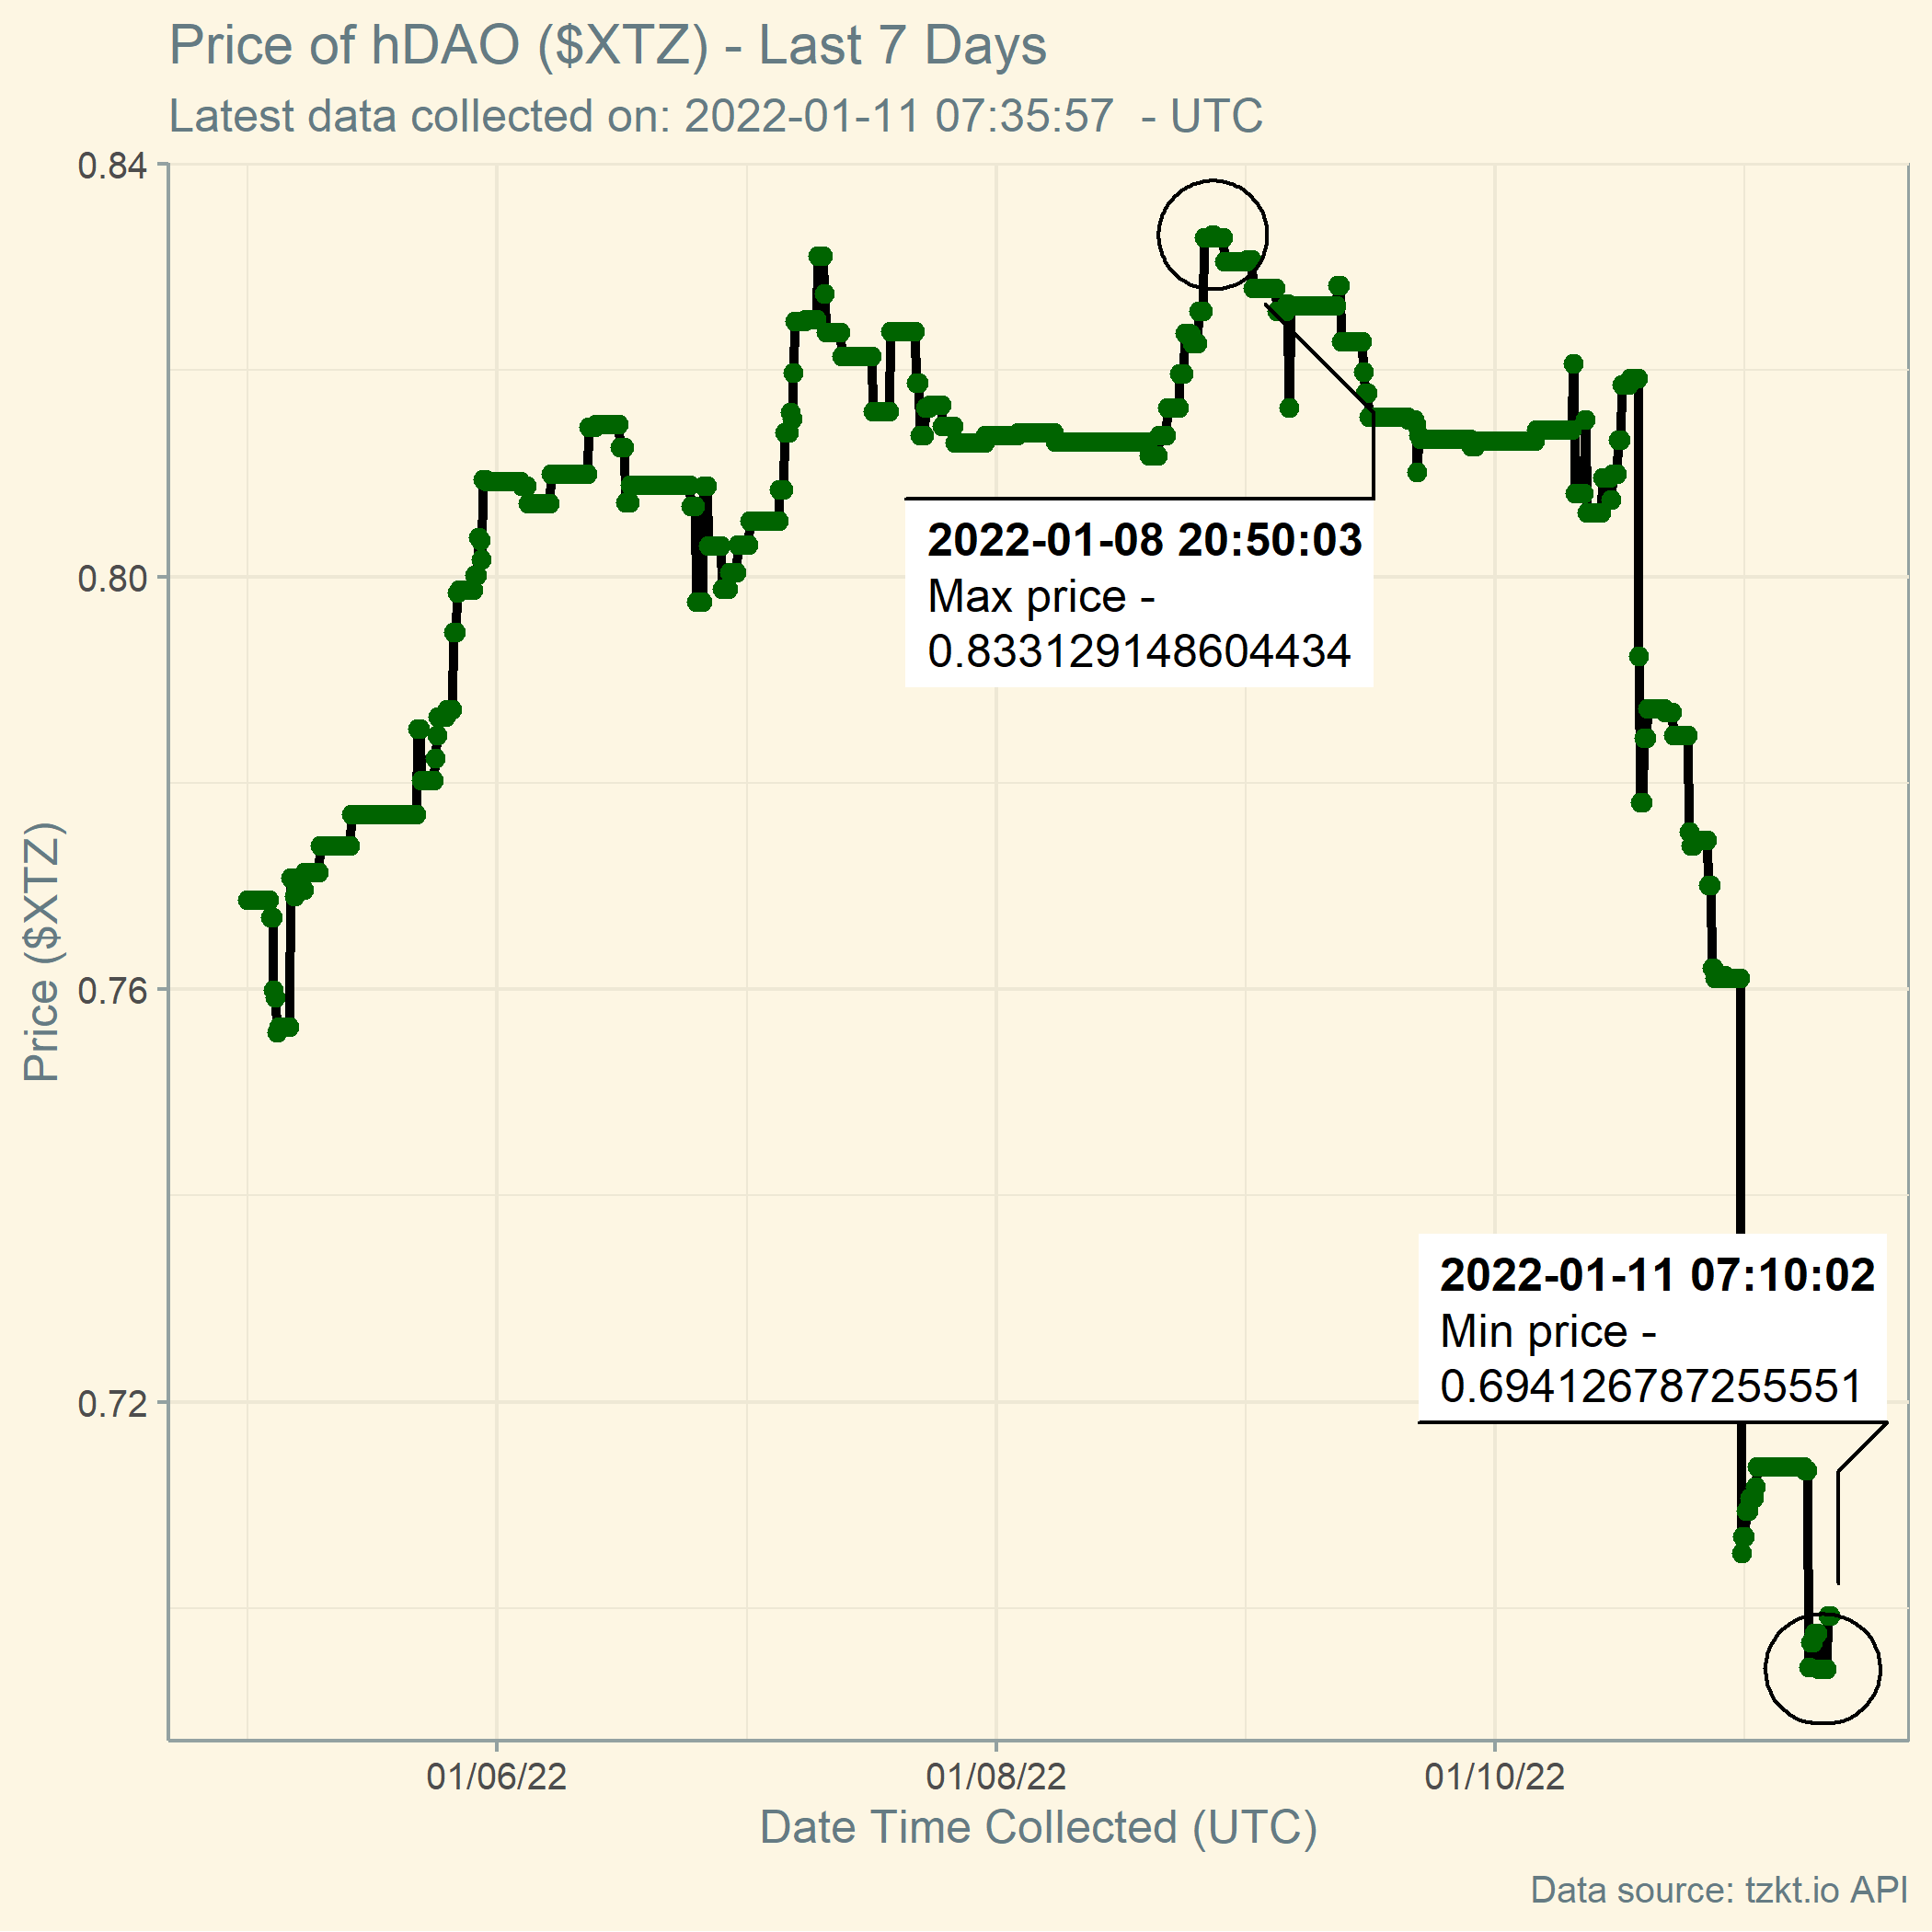 Price of hDAO ($XTZ) - Last 7 Days
Latest data collected on: 2022-01-11 07:35:57  - UTC
0.84
0.80
0.76
0.72
Price ($XTZ)
2022-01-08 20:50:03
Max price -
0.833129148604434
2022-01-11 07:10:02
Min price -
0.694126787255551
01/06/22
01/08/22
01/10/22
Date Time Collected (UTC)
Data source: tzkt.io API